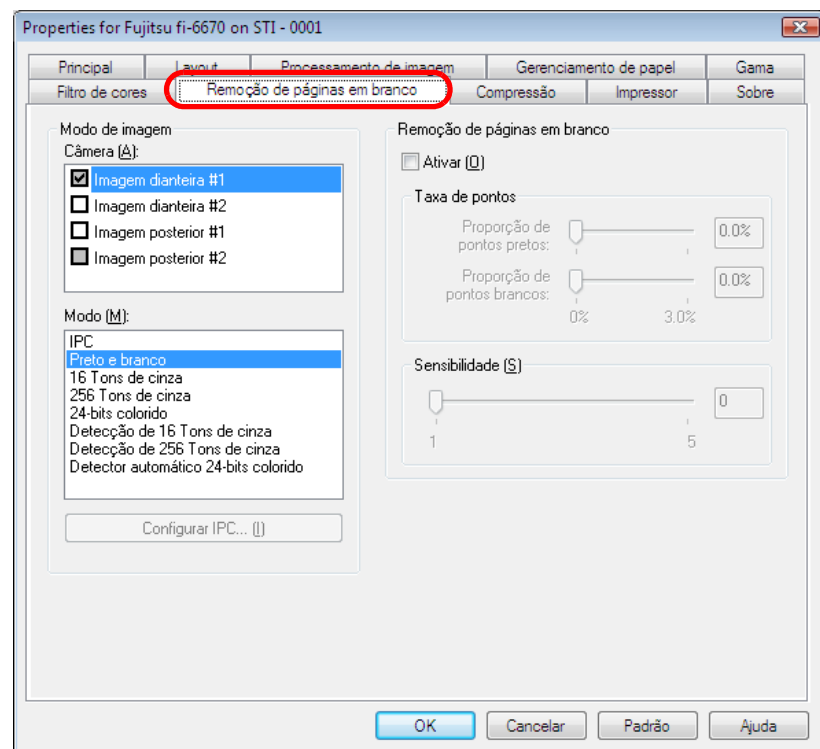 Properties for Fujitsu fi-6670 on STI - 0001
Principal
Layout
Processamento de imagem
Gerenciamento de papel
Gama
Filtro de cores
Remoção de páginas em branco
Compressão
Impressor
Sobre
Modo de imagem
Câmera (A):
Imagem dianteira #1
Imagem dianteira #2
Imagem posterior #1
Imagem posterior #2
Modo (M):
IPC
Preto e branco
16 Tons de cinza
256 Tons de cinza
24-bits colorido
Detecção de 16 Tons de cinza
Detecção de 256 Tons de cinza
Detector automático 24-bits colorido
Configurar IPC... (I)
Remoção de páginas em branco
Ativar (O)
Taxa de pontos
Proporção de
pontos pretos:
0.0%
Proporção de
pontos brancos:
0.0%
0% 3.0%
Sensibilidade (S)
0
1 5
OK
Cancelar
Padrão
Ajuda